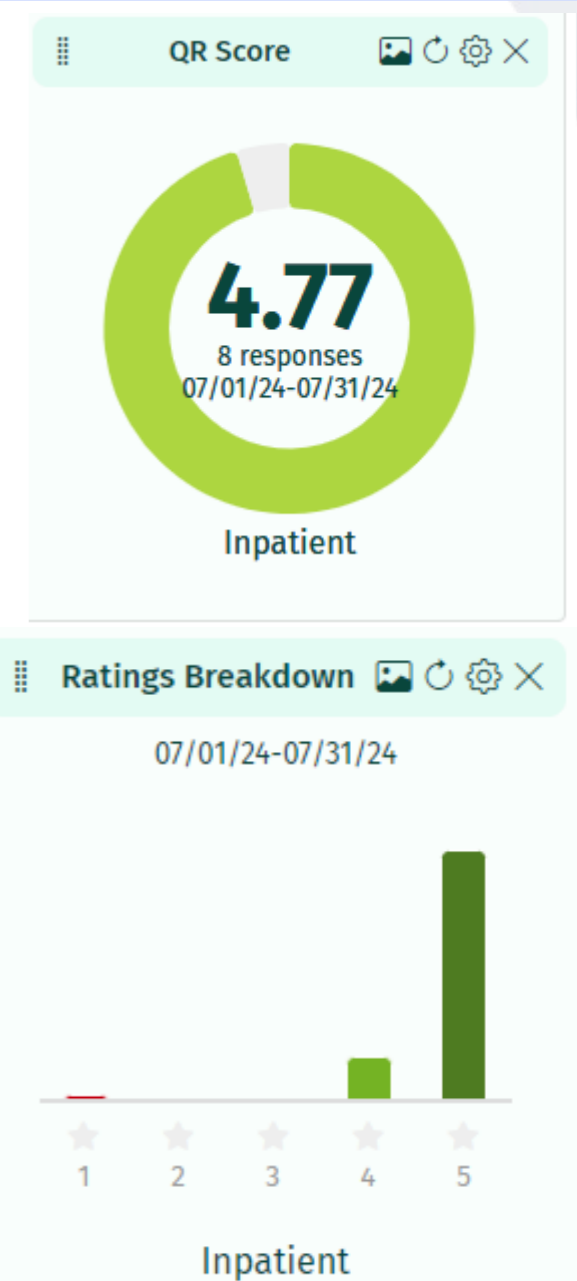 QR Score
4.77
8 responses
07/01/24-07/31/24
Inpatient
Ratings Breakdown
07/01/24-07/31/24
1 2 3 4 5
Inpatient